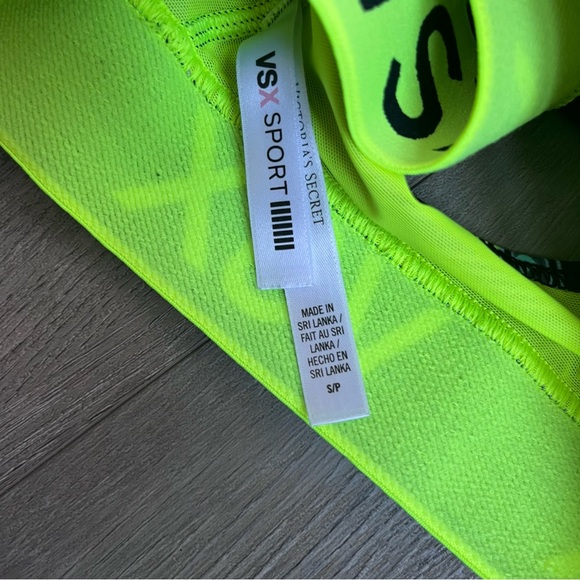 VSX SPORT
VICTORIA'S SECRET
MADE IN
SRI LANKA/
FAIT AU SRI
LANKA/
HECHO EN
SRI LANKA
S/P
S